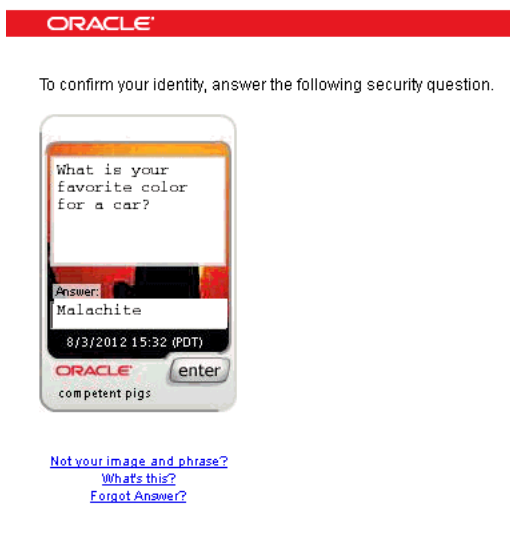 ORACLE
To confirm your identity, answer the following security question.
What is your
favorite color
for a car?
Answer:
Malachite
8/3/2012 15:32 (PDT)
ORACLE
enter
competent pigs
Not your image and phrase?
What's this?
Forgot Answer?